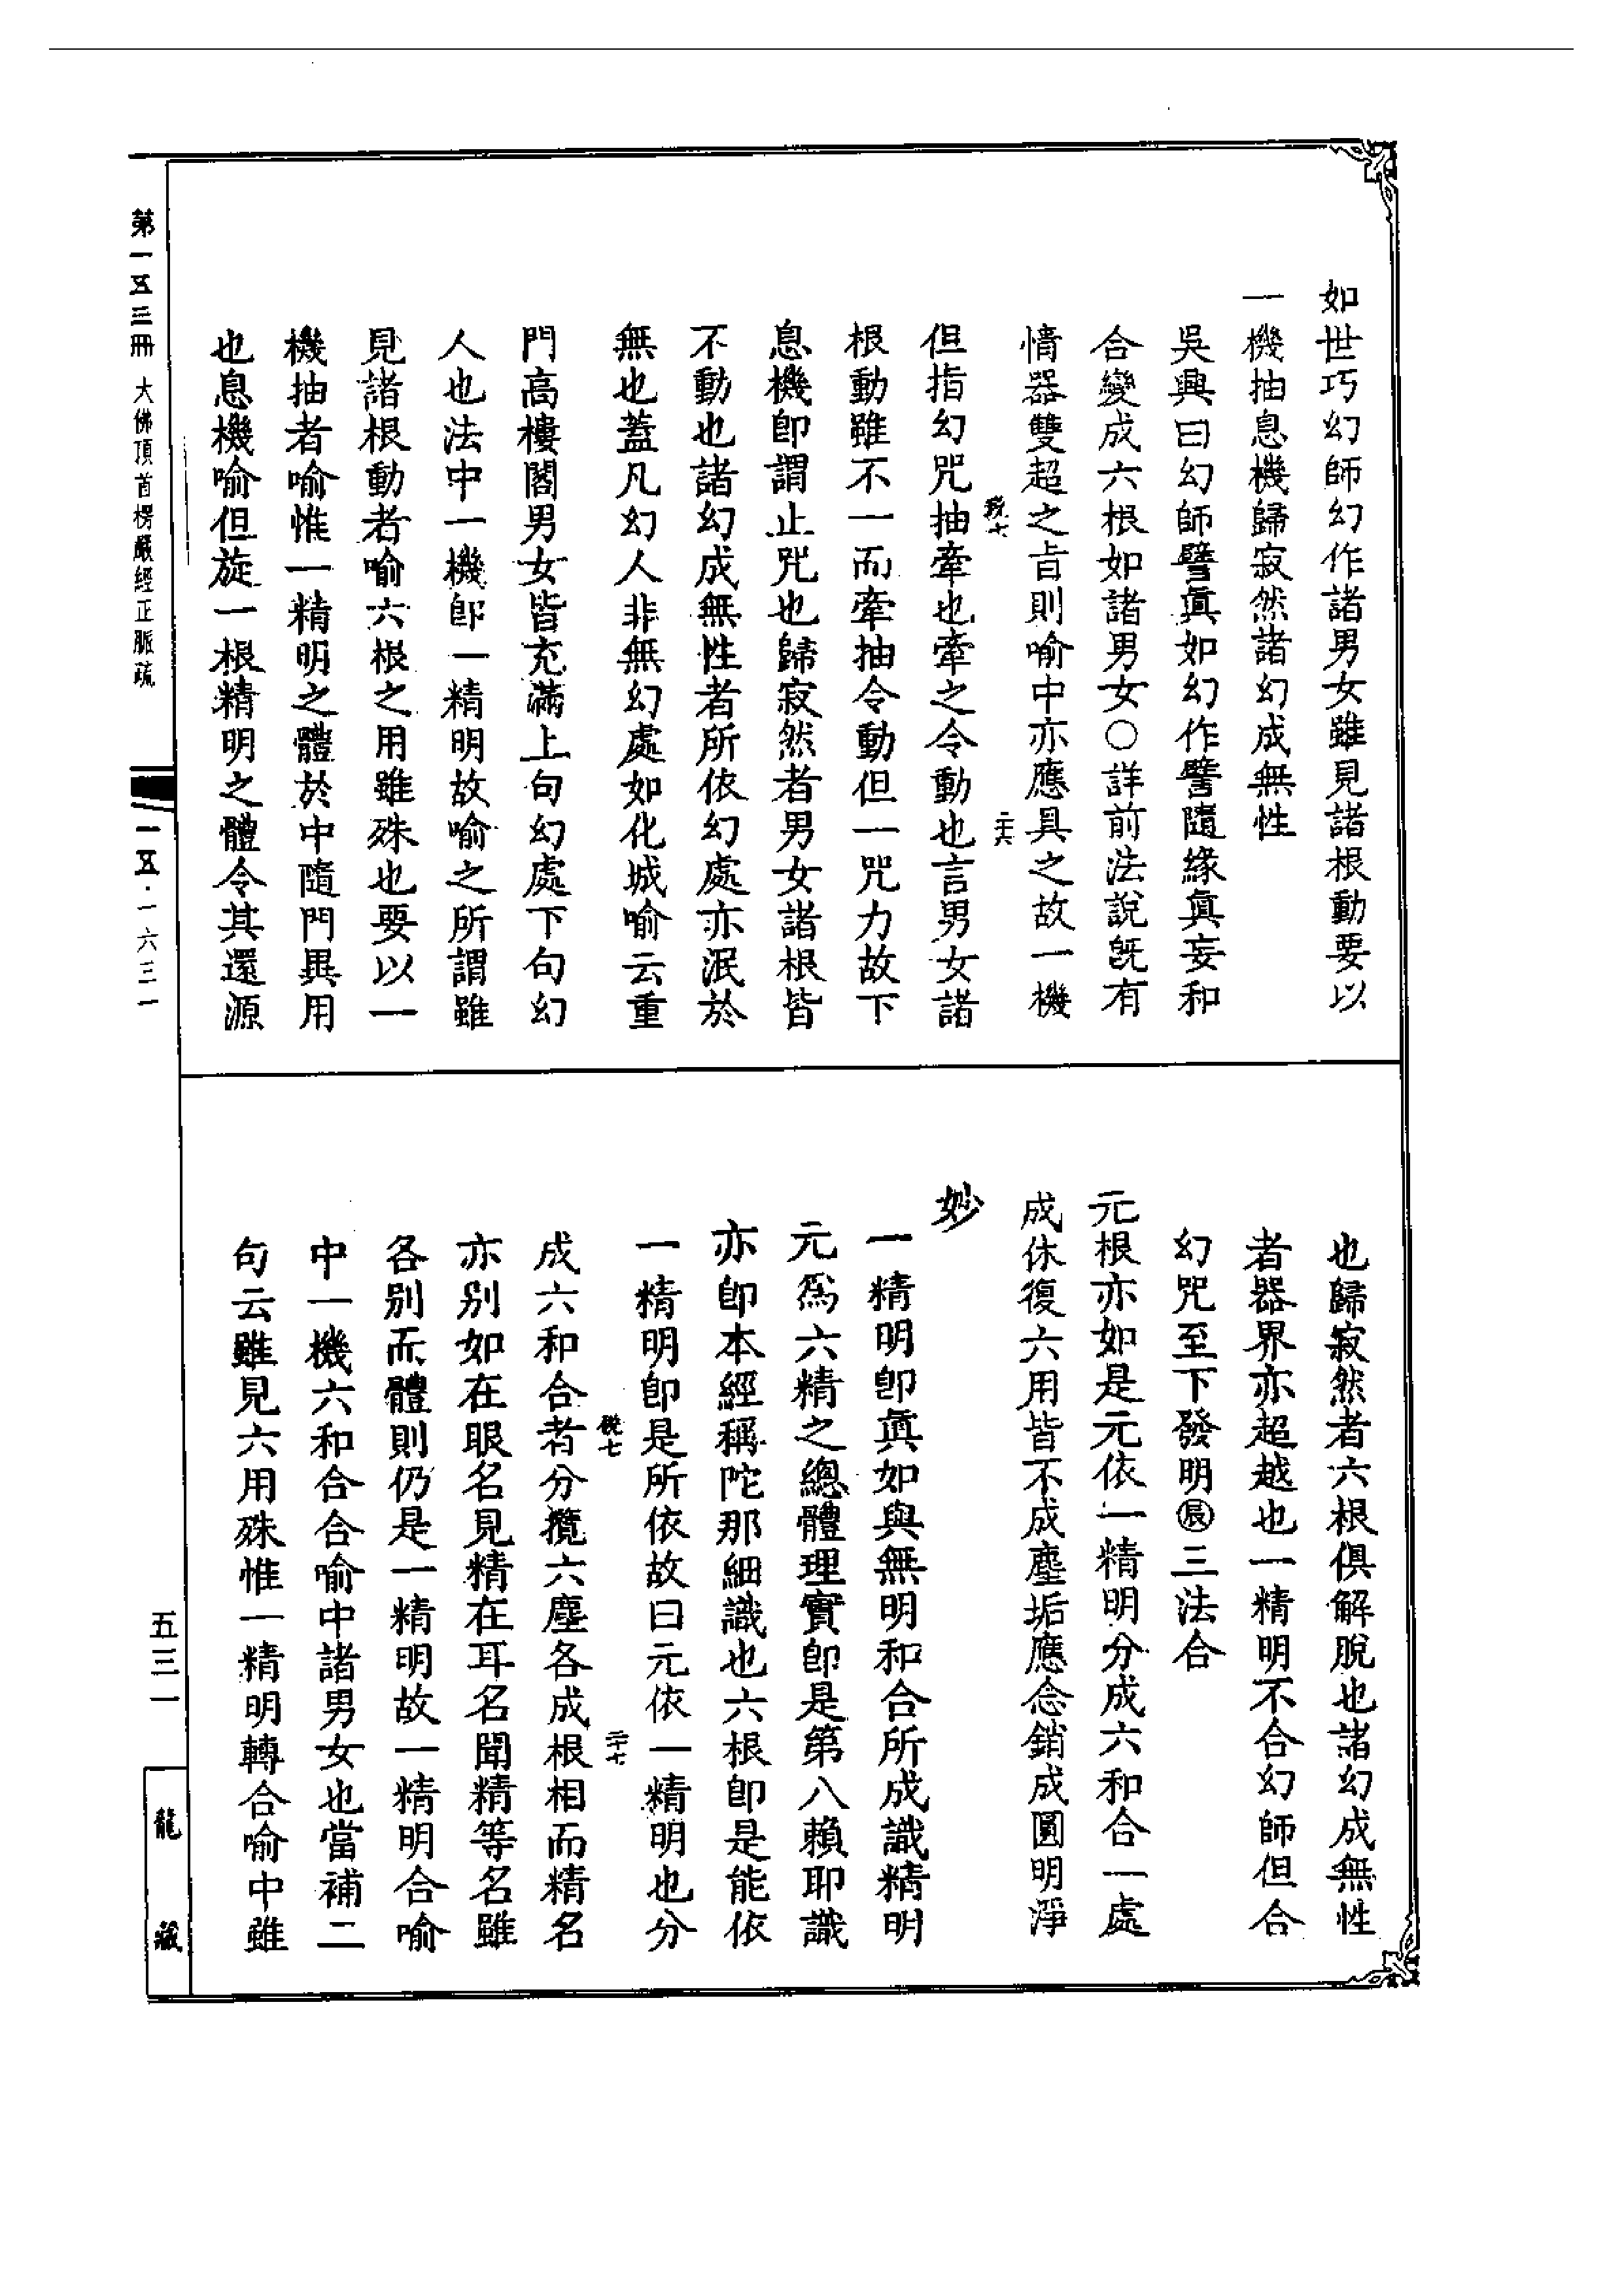 如世巧幻師幻作諸男女雖見諸根動要以
一機抽息機歸寂然諸幻成無性
吳興曰幻師譬眞如幻作譬隨緣眞妄和
合變成六根如諸男女○詳前法說旣有
情器雙超之旨則喻中亦應具之故一機
但指幻咒抽牽也牽之令動也言男女諸
根動雖不一而牽抽令動但一咒力故下
息機卽謂止咒也歸寂然者男女諸根皆
不動也諸幻成無性者所依幻處亦泯於
無也蓋凡幻人非無幻處如化城喻云重
門高樓閣男女皆充滿上句幻處下句幻
人也法中一機卽一精明故喻之所謂雖
見諸根動者喻六根之用雖殊也要以一
機抽者喻惟一精明之體於中隨門異用
也息機喻但旋一根精明之體令其還源
也歸寂然者六根俱解脫也諸幻成無性
者器界亦超越也一精明不合幻師但合
幻咒至下發明㊋三法合
元根亦如是元依一精明分成六和合一處
成休復六用皆不成塵垢應念銷成圓明淨
妙
一精明卽眞如與無明和合所成識精明
元爲六精之總體理實卽是第八賴耶識
亦卽本經稱陀那細識也六根卽是能依
一精明卽是所依故曰元依一精明也分
成六和合者分攬六塵各成根相而精名
亦別如在眼名見精在耳名聞精等名雖
各別而體則仍是一精明故一精明合喻
中一機六和合合喻中諸男女也當補二
句云雖見六用殊惟一精明轉合喻中雖
第一五三冊 大佛頂首楞嚴經正脈疏
一五·一六三一
五三一
龍藏